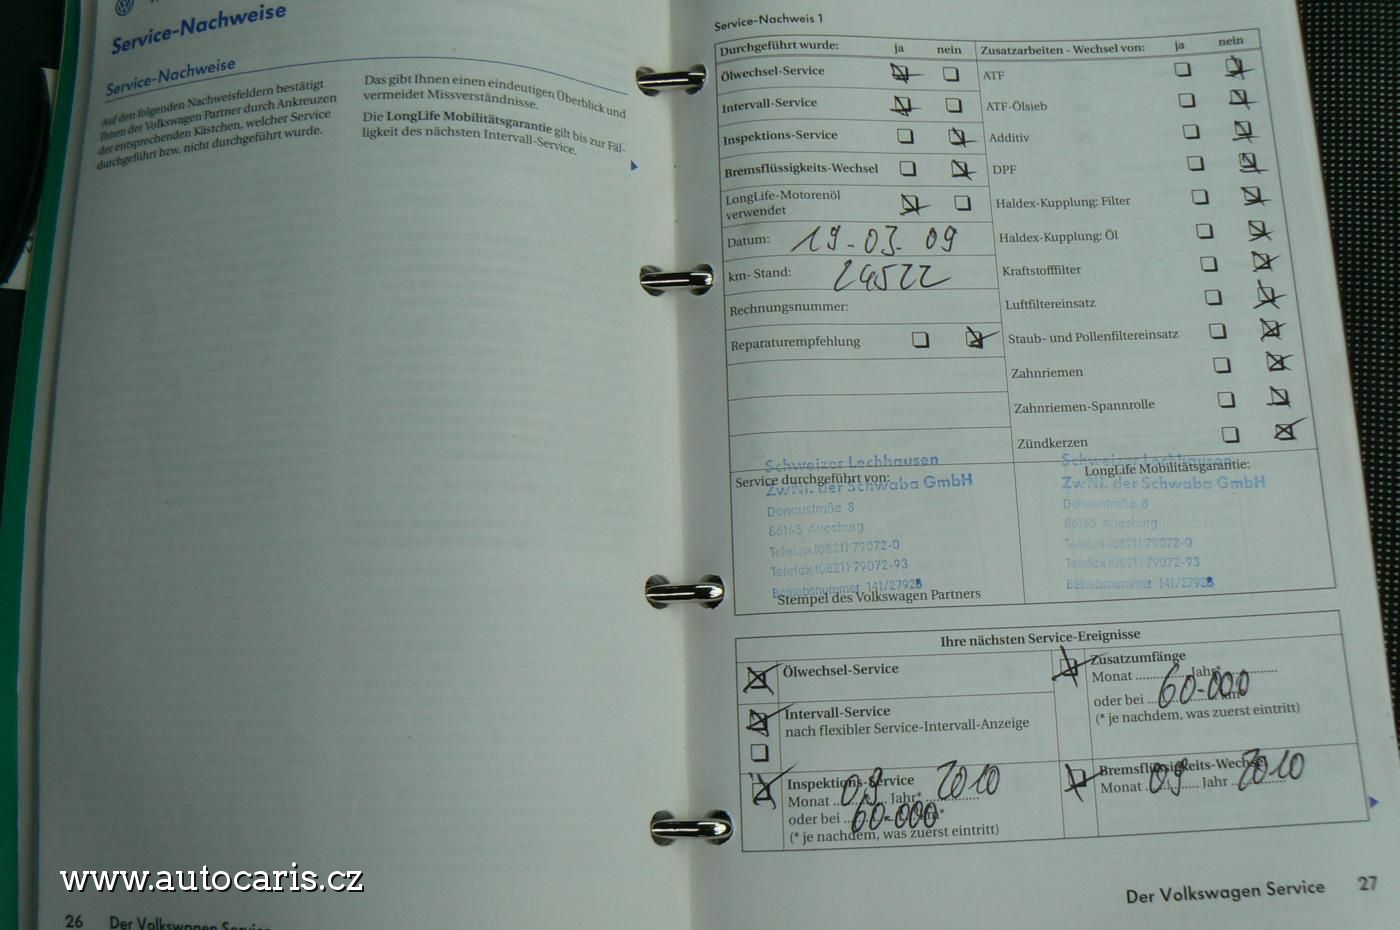 Service-Nachweise
Service-Nachweise
Auf den folgenden Nachweisfeldern bestätigt
Ihnen der Volkswagen Partner durch Ankreuzen
der entsprechenden Kästchen, welcher Service
durchgeführt bzw. nicht durchgeführt wurde.
Das gibt Ihnen einen eindeutigen Überblick und
vermeidet Missverständnisse.
Die LongLife Mobilitätsgarantie gilt bis zur Fäl-
ligkeit des nächsten Intervall-Service.
www.autocaris.cz
26 Der Volkswagen Service
Service-Nachweis 1
Durchgeführt wurde: ja nein
Ölwechsel-Service
Intervall-Service
Inspektions-Service
Bremsflüssigkeits-Wechsel
LongLife-Motorenöl
verwendet
Datum: 19-03-09
km-Stand: 24522
Rechnungsnummer:
Reparaturempfehlung
Zusatzarbeiten - Wechsel von: ja nein
ATF
ATF-Ölsieb
Additiv
DPF
Haldex-Kupplung: Filter
Haldex-Kupplung: Öl
Kraftstofffilter
Luftfiltereinsatz
Staub- und Pollenfiltereinsatz
Zahnriemen
Zahnriemen-Spannrolle
Zündkerzen
Service durchgeführt von:
Schweizer Lechhausen
ZwNl. der Schwaba GmbH
Donaustraße 8
86165 Augsburg
Telefon (0821) 79072-0
Telefax (0821) 79072-93
Betriebsnummer 141/27928
Stempel des Volkswagen Partners
LongLife Mobilitätsgarantie:
Schweizer Lechhausen
ZwNl. der Schwaba GmbH
Donaustraße 8
86165 Augsburg
Telefon (0821) 79072-0
Telefax (0821) 79072-93
Betriebsnummer 141/27928
Ihre nächsten Service-Ereignisse
Ölwechsel-Service
Intervall-Service
nach flexibler Service-Intervall-Anzeige
Inspektions-Service
Monat 09 Jahr* 2010
oder bei 60-000 km*
(* je nachdem, was zuerst eintritt)
Zusatzumfänge
Monat Jahr*
oder bei 60-000 km*
(* je nachdem, was zuerst eintritt)
Bremsflüssigkeits-Wechsel
Monat 09 Jahr 2010
Der Volkswagen Service 27